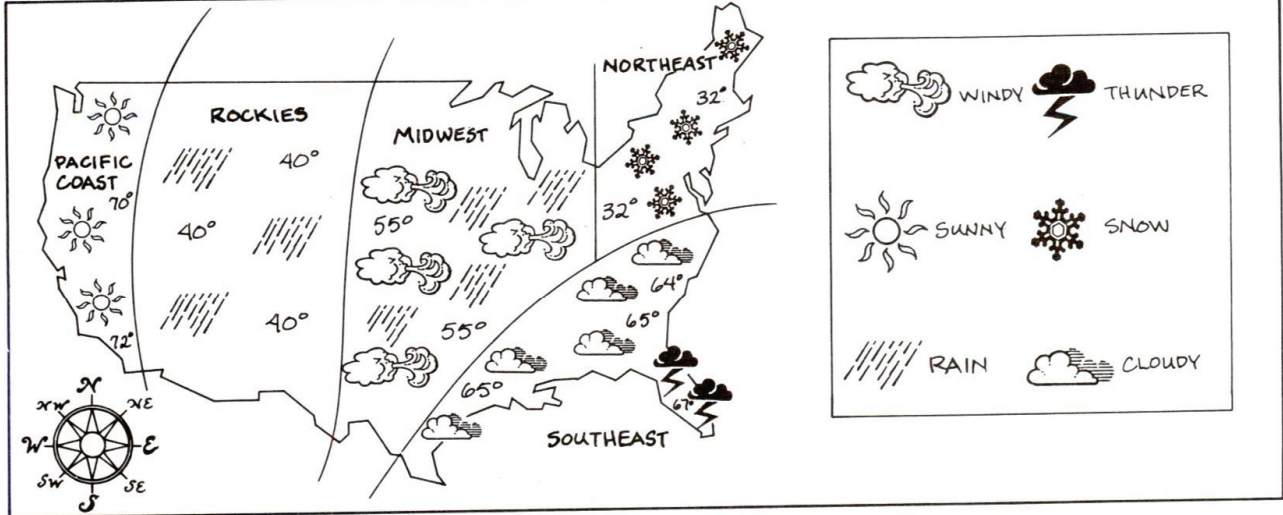 NORTHEAST
32°
32°
ROCKIES
40°
40°
40°
MIDWEST
55°
55°
PACIFIC
COAST
70°
72°
64°
65°
65°
67°
SOUTHEAST
N
NW
NE
W
E
SW
SE
S
WINDY
THUNDER
SUNNY
SNOW
RAIN
CLOUDY